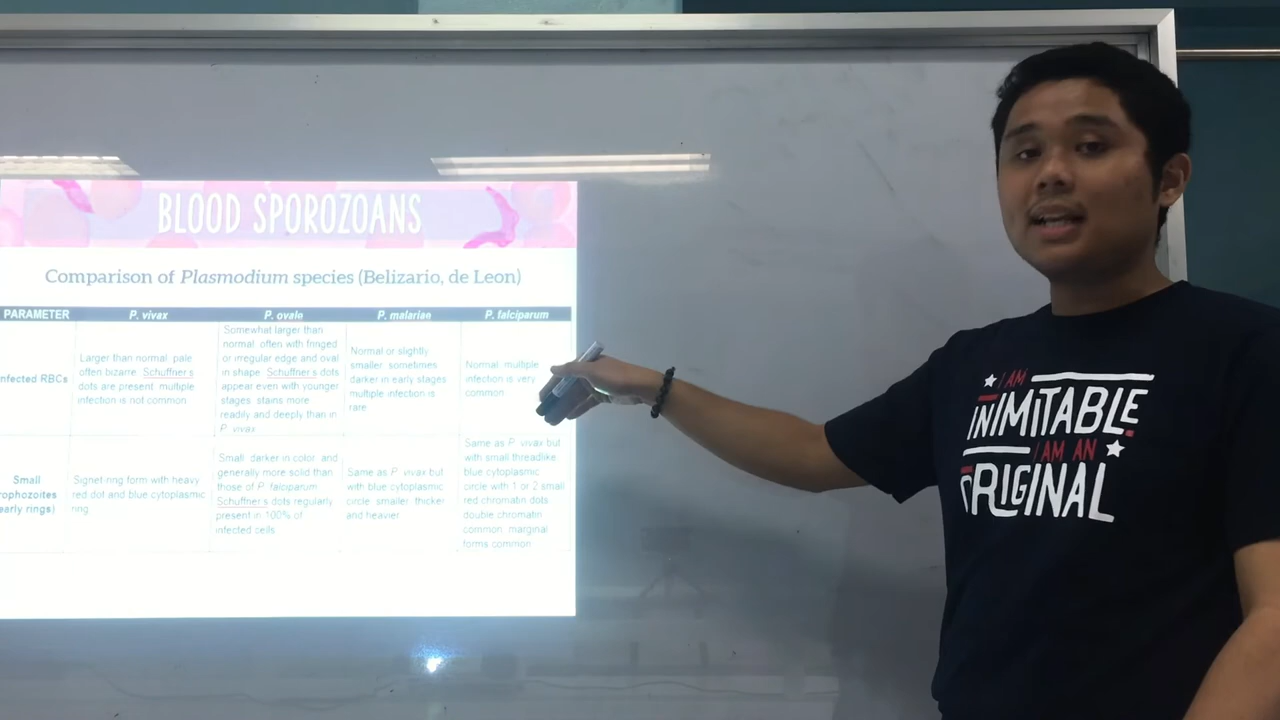 BLOOD SPOROZOANS
Comparison of Plasmodium species (Belizario, de Leon)
PARAMETER P. vivax P. ovale P. malariae P. falciparum
nfected RBCs
Larger than normal, pale,
often bizarre. Schuffner's
dots are present, multiple
infection is not common
Somewhat larger than
normal, often with fringed
or irregular edge and oval
in shape. Schuffner's dots
appear even with younger
stages, stains more
readily and deeply than in
P. vivax
Normal or slightly
smaller, sometimes
darker in early stages,
multiple infection is
rare
Normal, multiple
infection is very
common
Small
rophozoites
early rings)
Signet-ring form with heavy
red dot and blue cytoplasmic
ring
Small, darker in color, and
generally more solid than
those of P. falciparum.
Schuffner's dots regularly
present in 100% of
infected cells
Same as P. vivax but
with blue cytoplasmic
circle, smaller, thicker
and heavier
Same as P. vivax but
with small threadlike
blue cytoplasmic
circle with 1 or 2 small
red chromatin dots,
double chromatin
common, marginal
forms common
I AM
INIMITABLE.
I AM AN
ORIGINAL